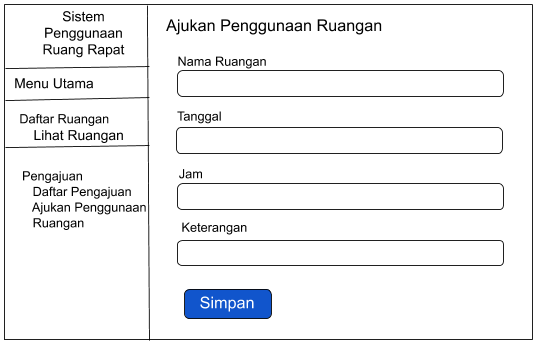 Sistem
Penggunaan
Ruang Rapat
Menu Utama
Daftar Ruangan
Lihat Ruangan
Pengajuan
Daftar Pengajuan
Ajukan Penggunaan
Ruangan
Ajukan Penggunaan Ruangan
Nama Ruangan
Tanggal
Jam
Keterangan
Simpan